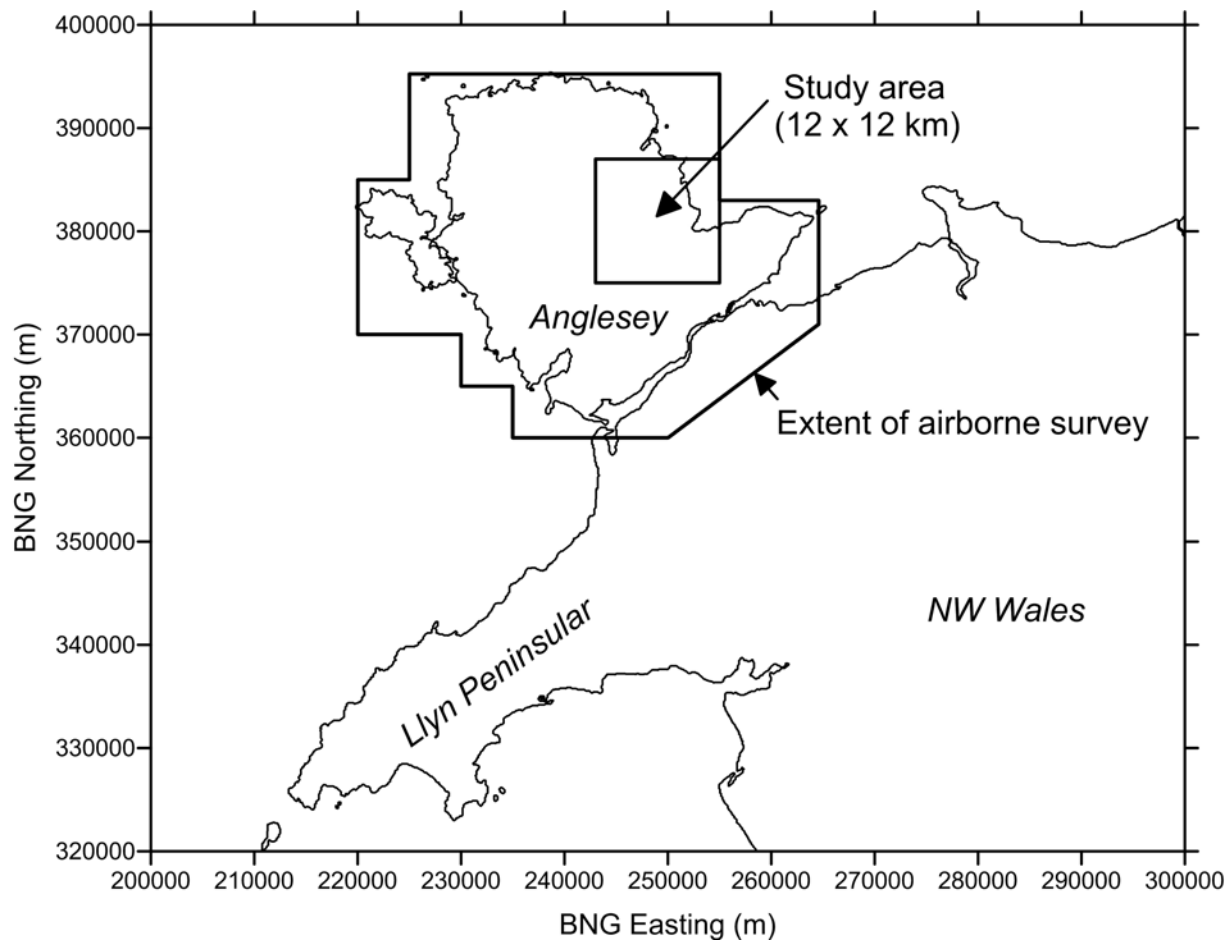 400000
390000
380000
370000
360000
350000
340000
330000
320000
BNG Northing (m)
Study area
(12 x 12 km)
Anglesey
Extent of airborne survey
NW Wales
Llyn Peninsular
200000 210000 220000 230000 240000 250000 260000 270000 280000 290000 300000
BNG Easting (m)